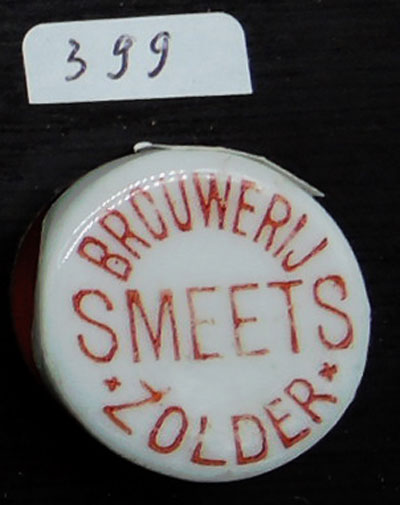 399
BROUWERIJ
SMEETS
* ZOLDER *